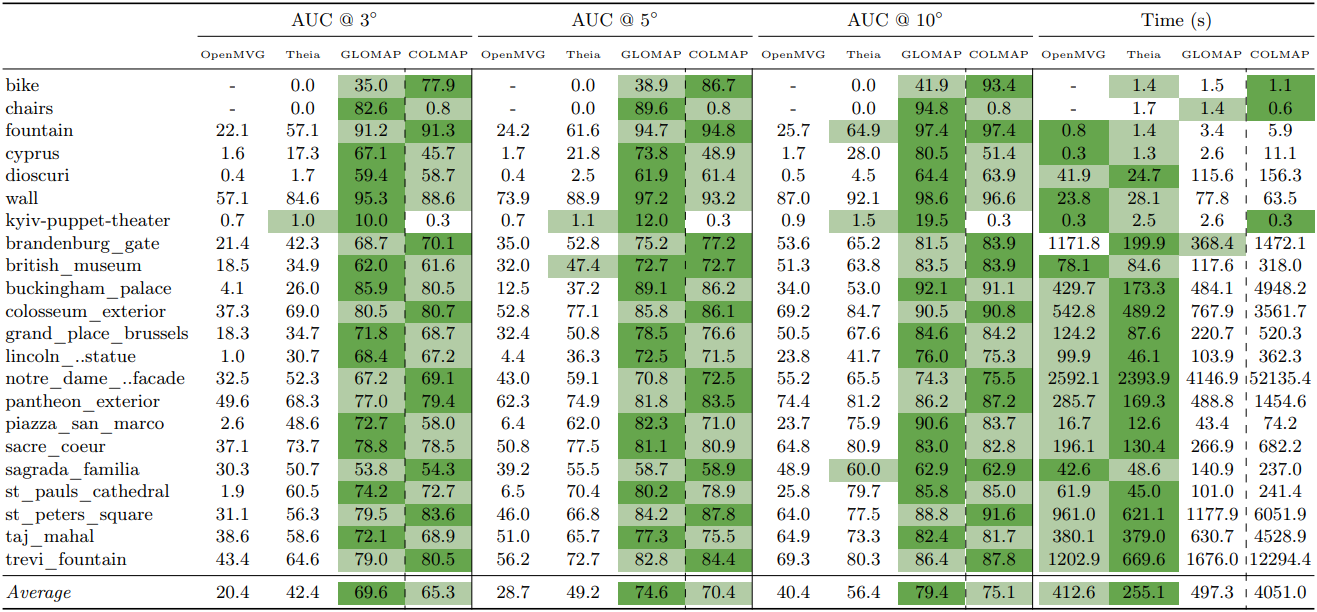 AUC @ 3° AUC @ 5° AUC @ 10° Time (s)
OpenMVG Theia GLOMAP COLMAP OpenMVG Theia GLOMAP COLMAP OpenMVG Theia GLOMAP COLMAP OpenMVG Theia GLOMAP COLMAP
bike - 0.0 35.0 77.9 - 0.0 38.9 86.7 - 0.0 41.9 93.4 - 1.4 1.5 1.1
chairs - 0.0 82.6 0.8 - 0.0 89.6 0.8 - 0.0 94.8 0.8 - 1.7 1.4 0.6
fountain 22.1 57.1 91.2 91.3 24.2 61.6 94.7 94.8 25.7 64.9 97.4 97.4 0.8 1.4 3.4 5.9
cyprus 1.6 17.3 67.1 45.7 1.7 21.8 73.8 48.9 1.7 28.0 80.5 51.4 0.3 1.3 2.6 11.1
dioscuri 0.4 1.7 59.4 58.7 0.4 2.5 61.9 61.4 0.5 4.5 64.4 63.9 41.9 24.7 115.6 156.3
wall 57.1 84.6 95.3 88.6 73.9 88.9 97.2 93.2 87.0 92.1 98.6 96.6 23.8 28.1 77.8 63.5
kyiv-puppet-theater 0.7 1.0 10.0 0.3 0.7 1.1 12.0 0.3 0.9 1.5 19.5 0.3 0.3 2.5 2.6 0.3
brandenburg_gate 21.4 42.3 68.7 70.1 35.0 52.8 75.2 77.2 53.6 65.2 81.5 83.9 1171.8 199.9 368.4 1472.1
british_museum 18.5 34.9 62.0 61.6 32.0 47.4 72.7 72.7 51.3 63.8 83.5 83.9 78.1 84.6 117.6 318.0
buckingham_palace 4.1 26.0 85.9 80.5 12.5 37.2 89.1 86.2 34.0 53.0 92.1 91.1 429.7 173.3 484.1 4948.2
colosseum_exterior 37.3 69.0 80.5 80.7 52.8 77.1 85.8 86.1 69.2 84.7 90.5 90.8 542.8 489.2 767.9 3561.7
grand_place_brussels 18.3 34.7 71.8 68.7 32.4 50.8 78.5 76.6 50.5 67.6 84.6 84.2 124.2 87.6 220.7 520.3
lincoln_..statue 1.0 30.7 68.4 67.2 4.4 36.3 72.5 71.5 23.8 41.7 76.0 75.3 99.9 46.1 103.9 362.3
notre_dame_..facade 32.5 52.3 67.2 69.1 43.0 59.1 70.8 72.5 55.2 65.5 74.3 75.5 2592.1 2393.9 4146.9 52135.4
pantheon_exterior 49.6 68.3 77.0 79.4 62.3 74.9 81.8 83.5 74.4 81.2 86.2 87.2 285.7 169.3 488.8 1454.6
piazza_san_marco 2.6 48.6 72.7 58.0 6.4 62.0 82.3 71.0 23.7 75.9 90.6 83.7 16.7 12.6 43.4 74.2
sacre_coeur 37.1 73.7 78.8 78.5 50.8 77.5 81.1 80.9 64.8 80.9 83.0 82.8 196.1 130.4 266.9 682.2
sagrada_familia 30.3 50.7 53.8 54.3 39.2 55.5 58.7 58.9 48.9 60.0 62.9 62.9 42.6 48.6 140.9 237.0
st_pauls_cathedral 1.9 60.5 74.2 72.7 6.5 70.4 80.2 78.9 25.8 79.7 85.8 85.0 61.9 45.0 101.0 241.4
st_peters_square 31.1 56.3 79.5 83.6 46.0 66.8 84.2 87.8 64.0 77.5 88.8 91.6 961.0 621.1 1177.9 6051.9
taj_mahal 38.6 58.6 72.1 68.9 51.0 65.7 77.3 75.5 64.9 73.3 82.4 81.7 380.1 379.0 630.7 4528.9
trevi_fountain 43.4 64.6 79.0 80.5 56.2 72.7 82.8 84.4 69.3 80.3 86.4 87.8 1202.9 669.6 1676.0 12294.4
Average 20.4 42.4 69.6 65.3 28.7 49.2 74.6 70.4 40.4 56.4 79.4 75.1 412.6 255.1 497.3 4051.0